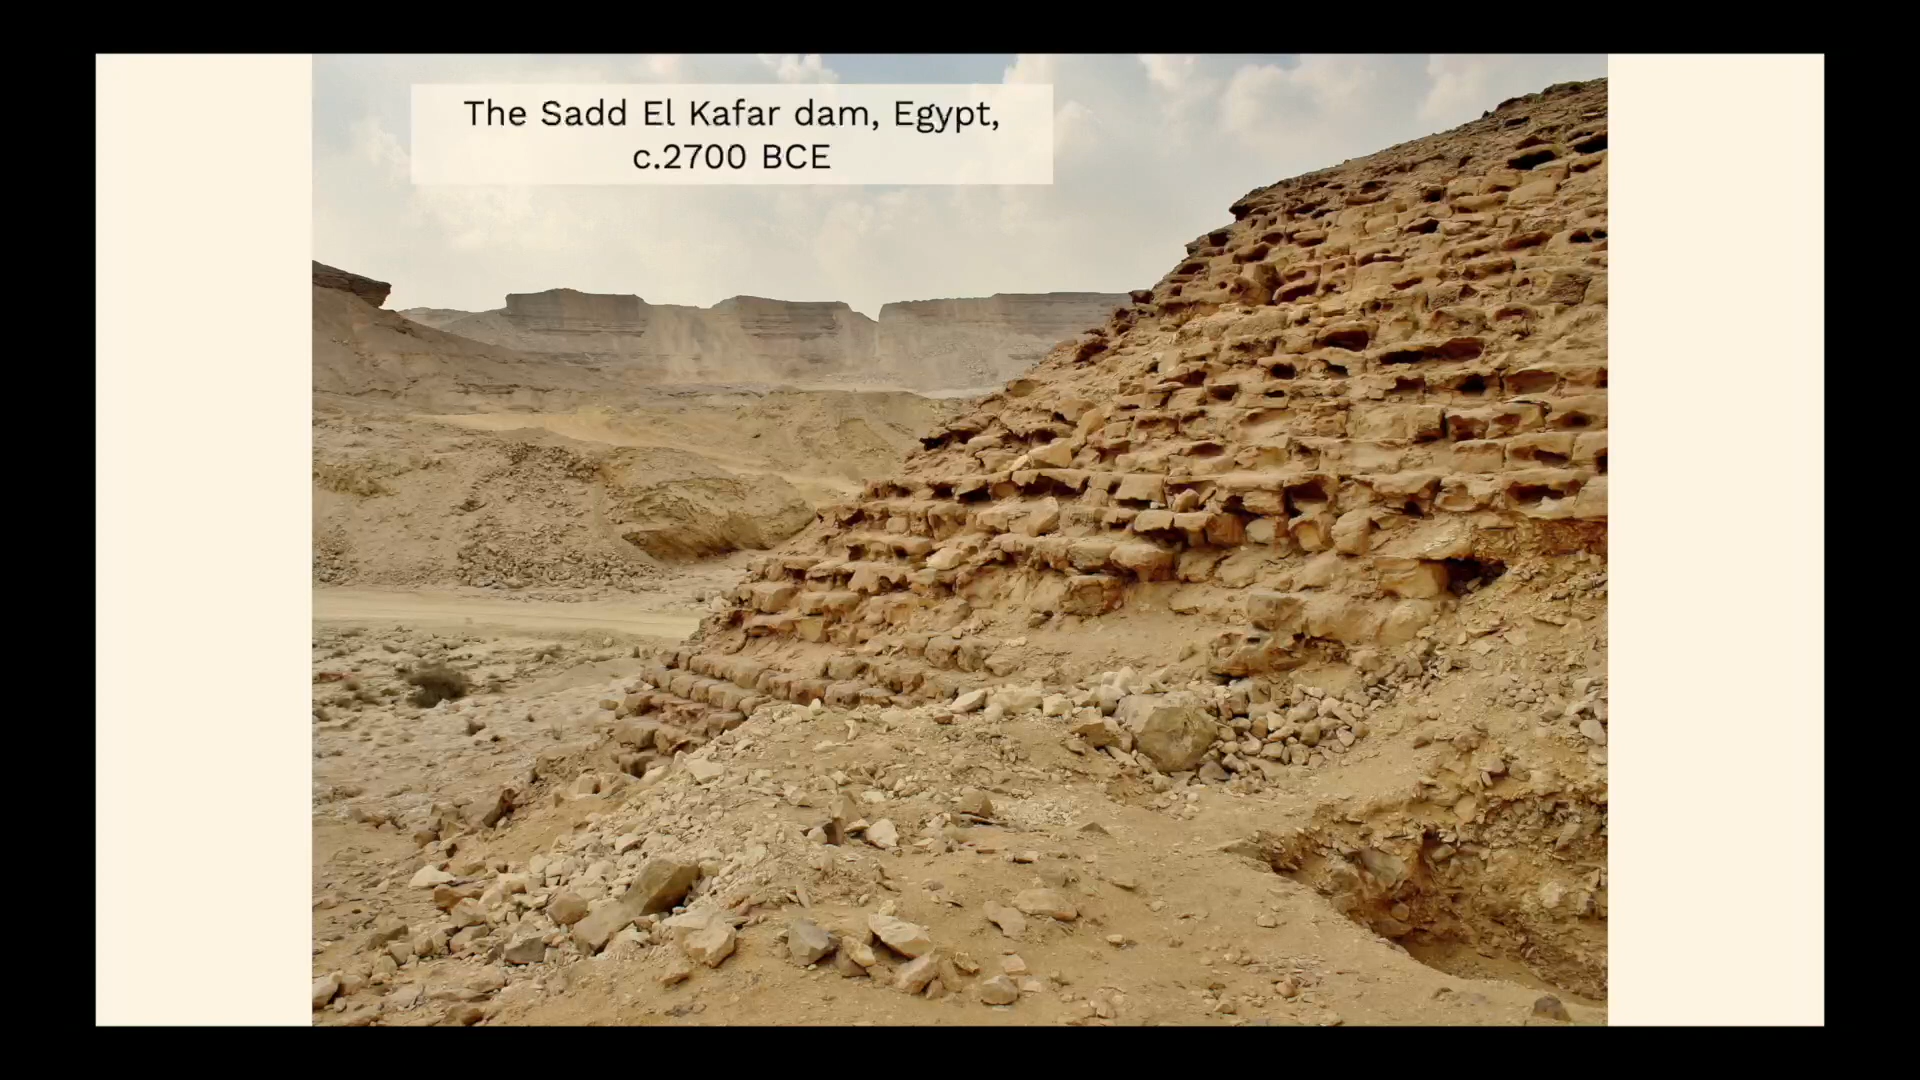 The Sadd El Kafar dam, Egypt,
c.2700 BCE